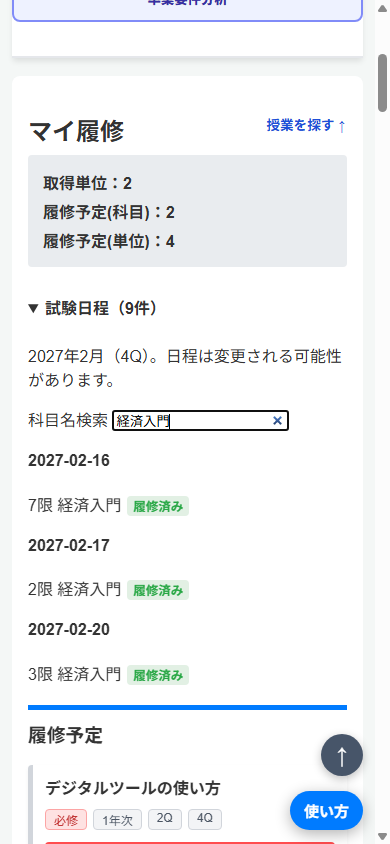 卒業要件分析
マイ履修
授業を探す ↑
取得単位：2
履修予定(科目)：2
履修予定(単位)：4
▼ 試験日程（9件）
2027年2月（4Q）。日程は変更される可能性
があります。
科目名検索 経済入門 ×
2027-02-16
7限 経済入門 履修済み
2027-02-17
2限 経済入門 履修済み
2027-02-20
3限 経済入門 履修済み
履修予定
↑
デジタルツールの使い方
必修 1年次 2Q 4Q
使い方